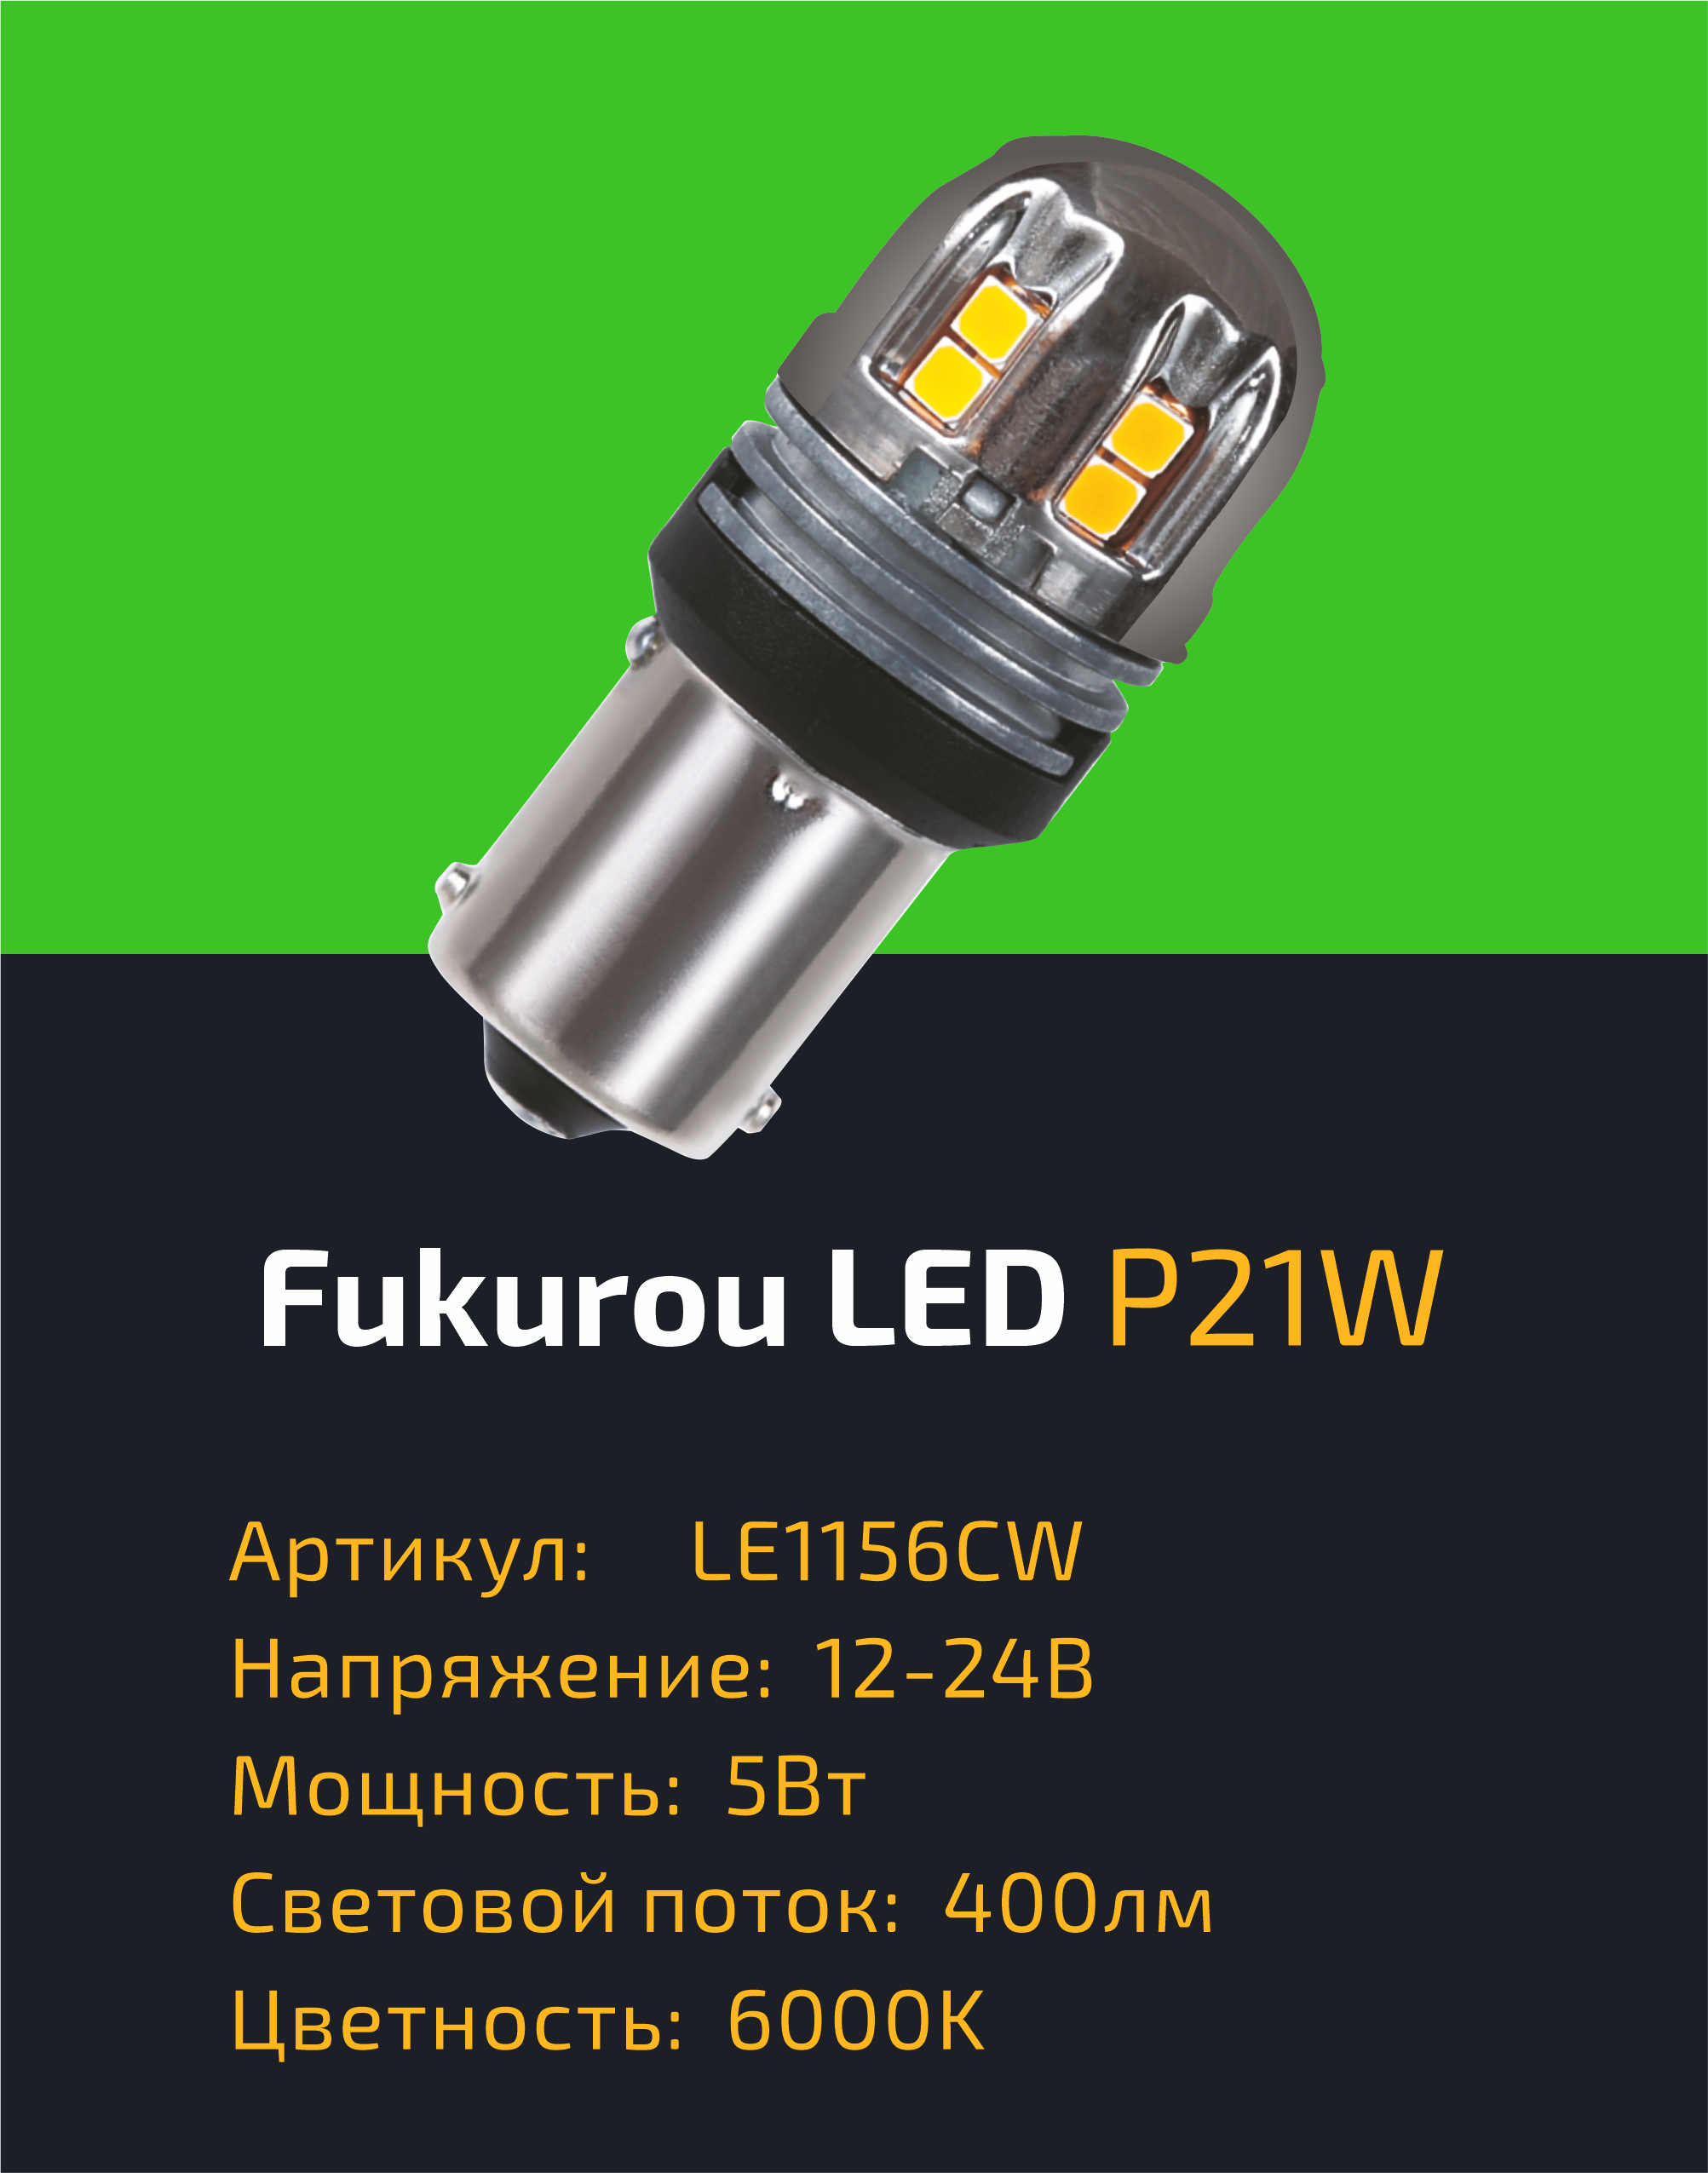 Fukurou LED P21W
Артикул: LE1156CW
Напряжение: 12-24В
Мощность: 5Вт
Световой поток: 400лм
Цветность: 6000К